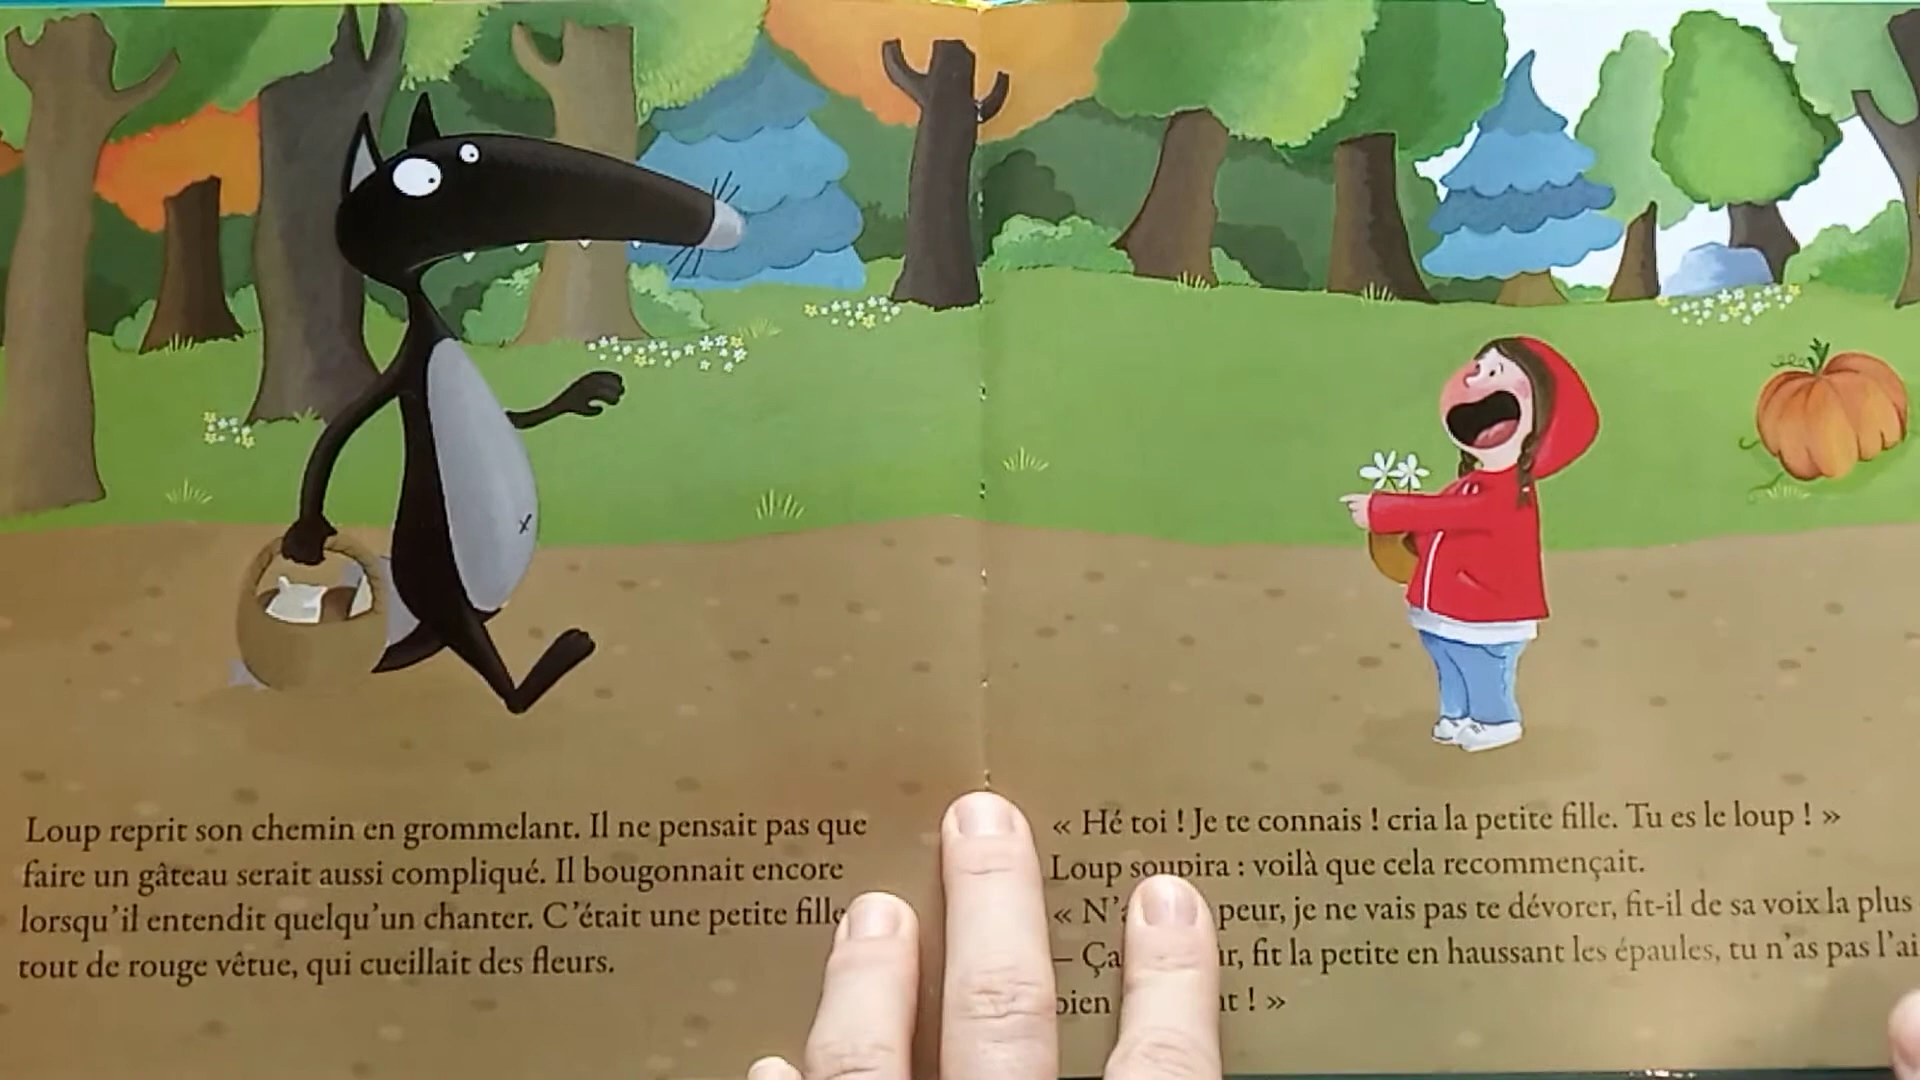 Loup reprit son chemin en grommelant. Il ne pensait pas que
faire un gâteau serait aussi compliqué. Il bougonnait encore
lorsqu'il entendit quelqu'un chanter. C'était une petite fille
tout de rouge vêtue, qui cueillait des fleurs.
« Hé toi ! Je te connais ! cria la petite fille. Tu es le loup ! »
Loup soupira : voilà que cela recommençait.
« peur, je ne vais pas te dévorer, fit-il de sa voix la plus
– fit la petite en haussant les épaules, tu n'as pas
bien ! »